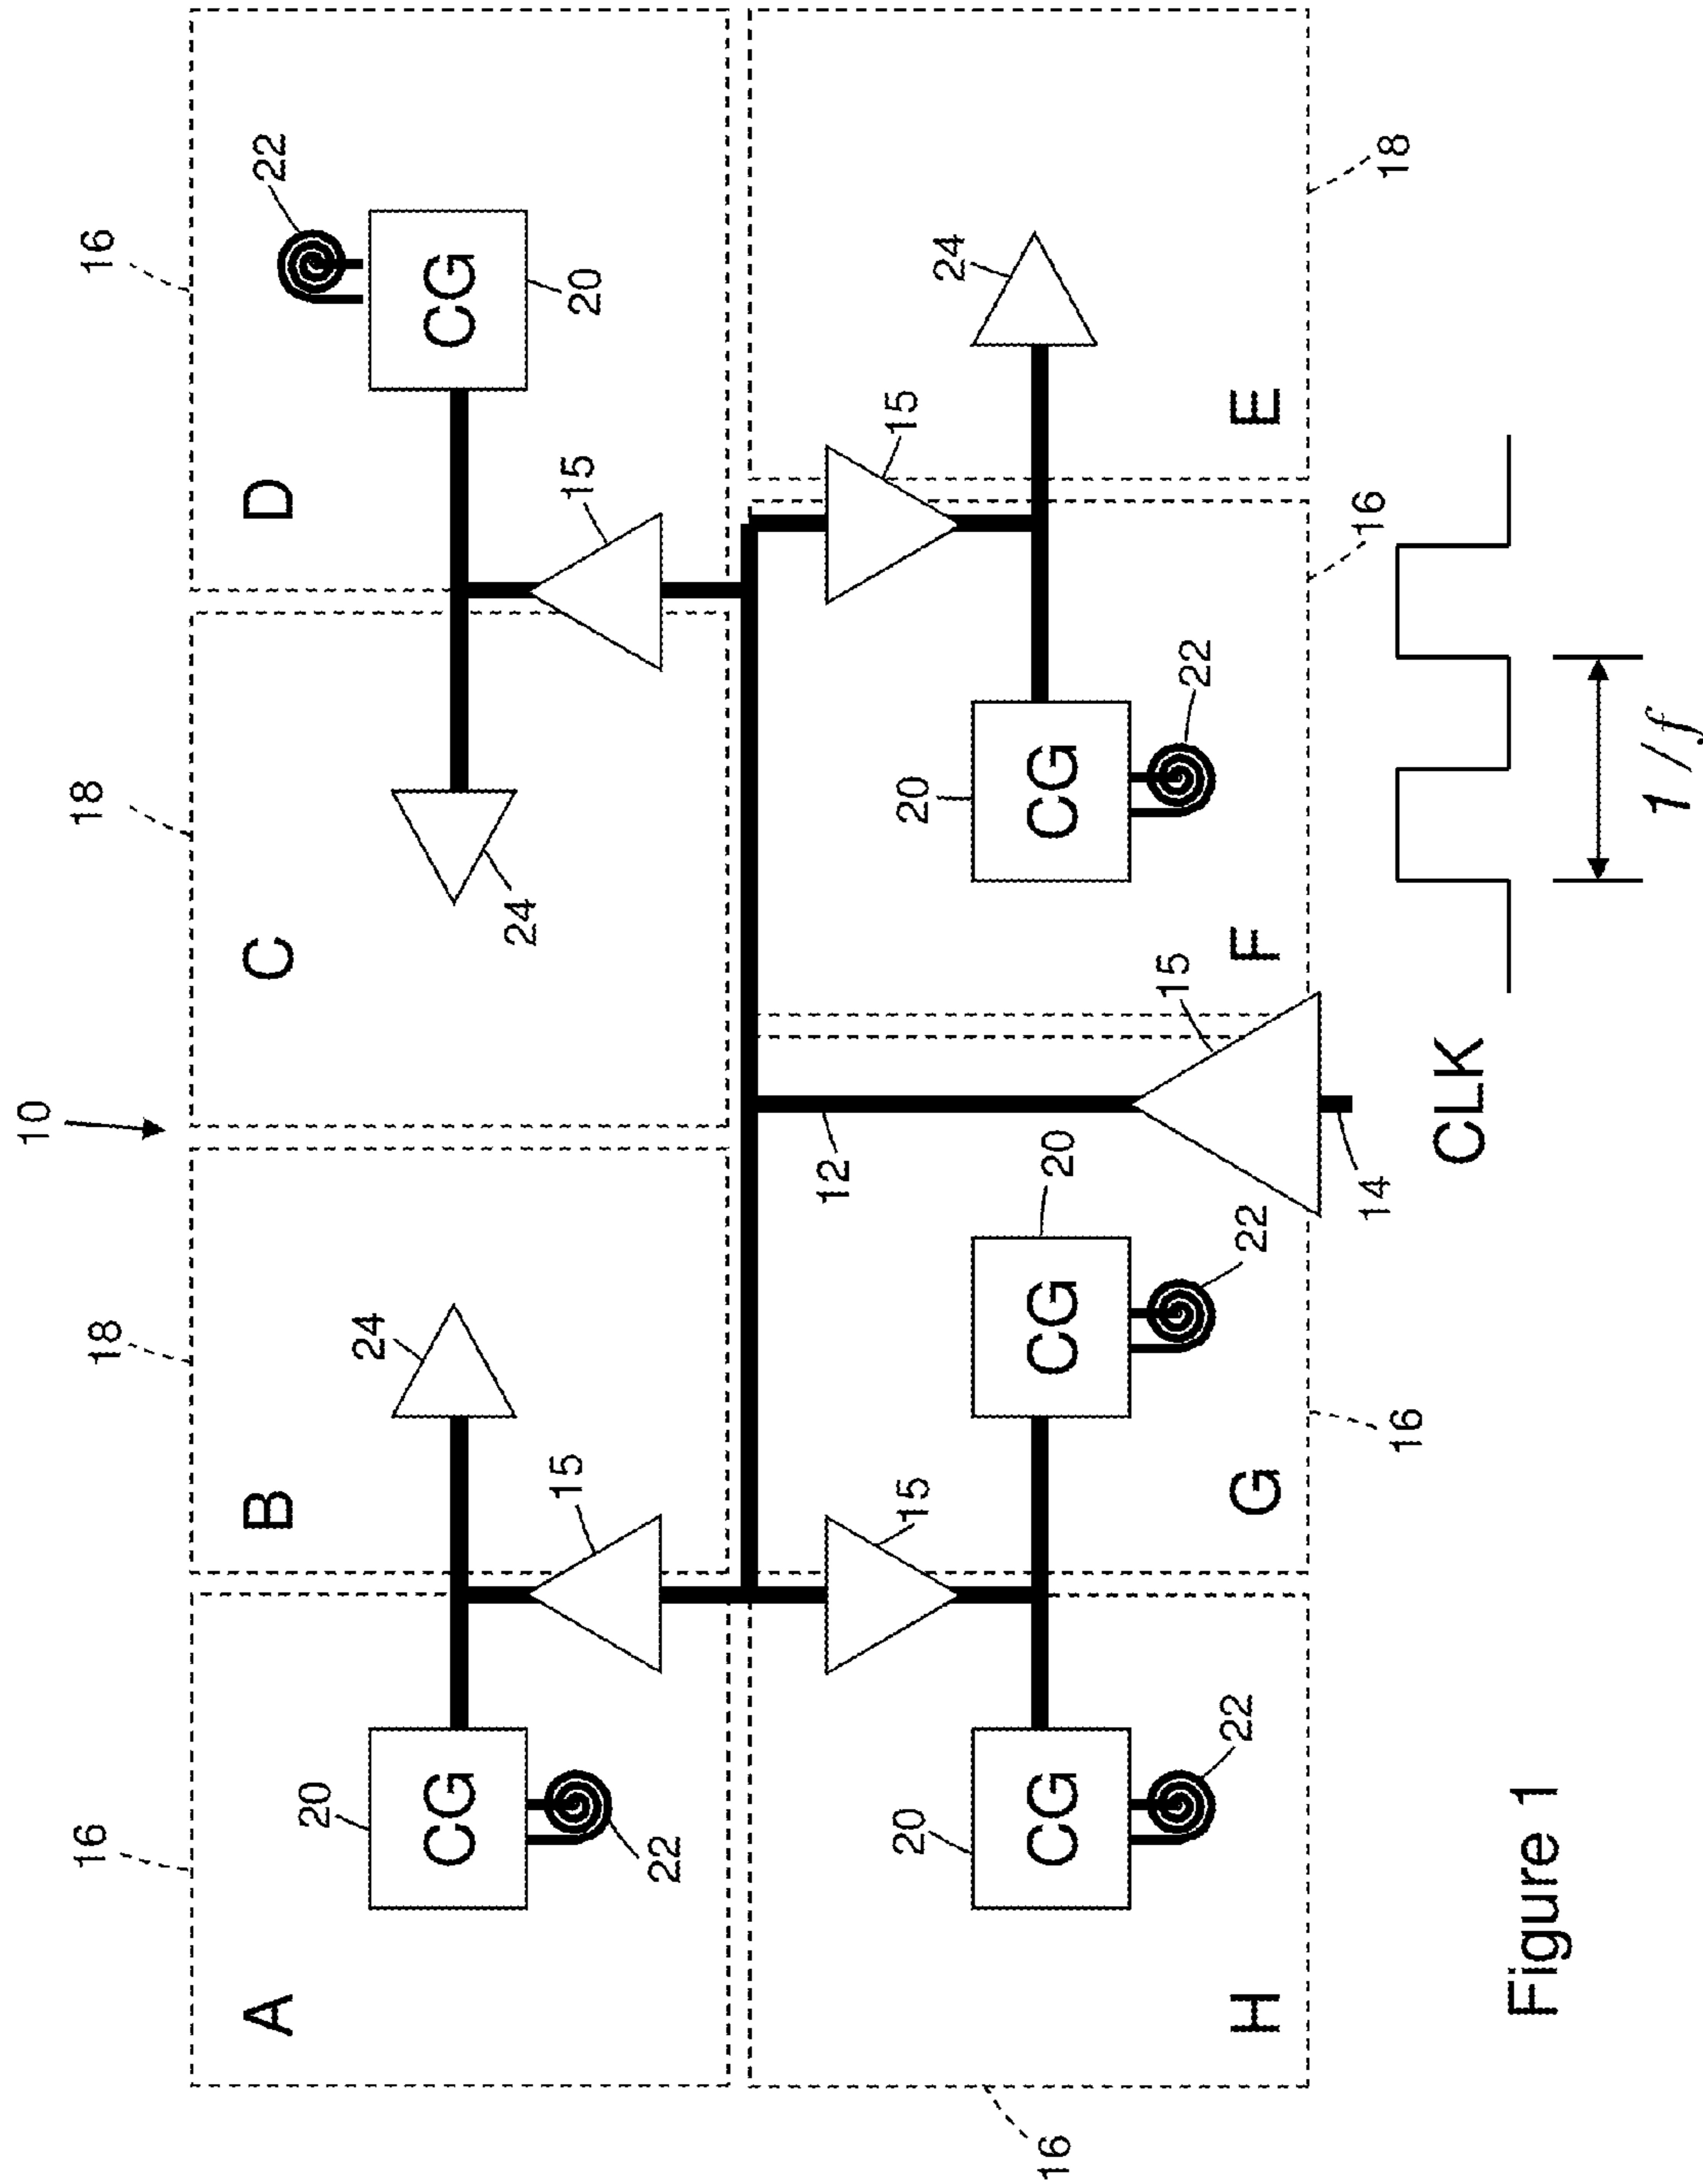 10
16 18 18 16
A B C D 22
20 24
CG CG
24
15 15 20
22
12
20 15 20 15 24
16 CG CG 20 CG
15 22
22 22
H G F E
16 14 16 18
CLK
1/f
Figure 1